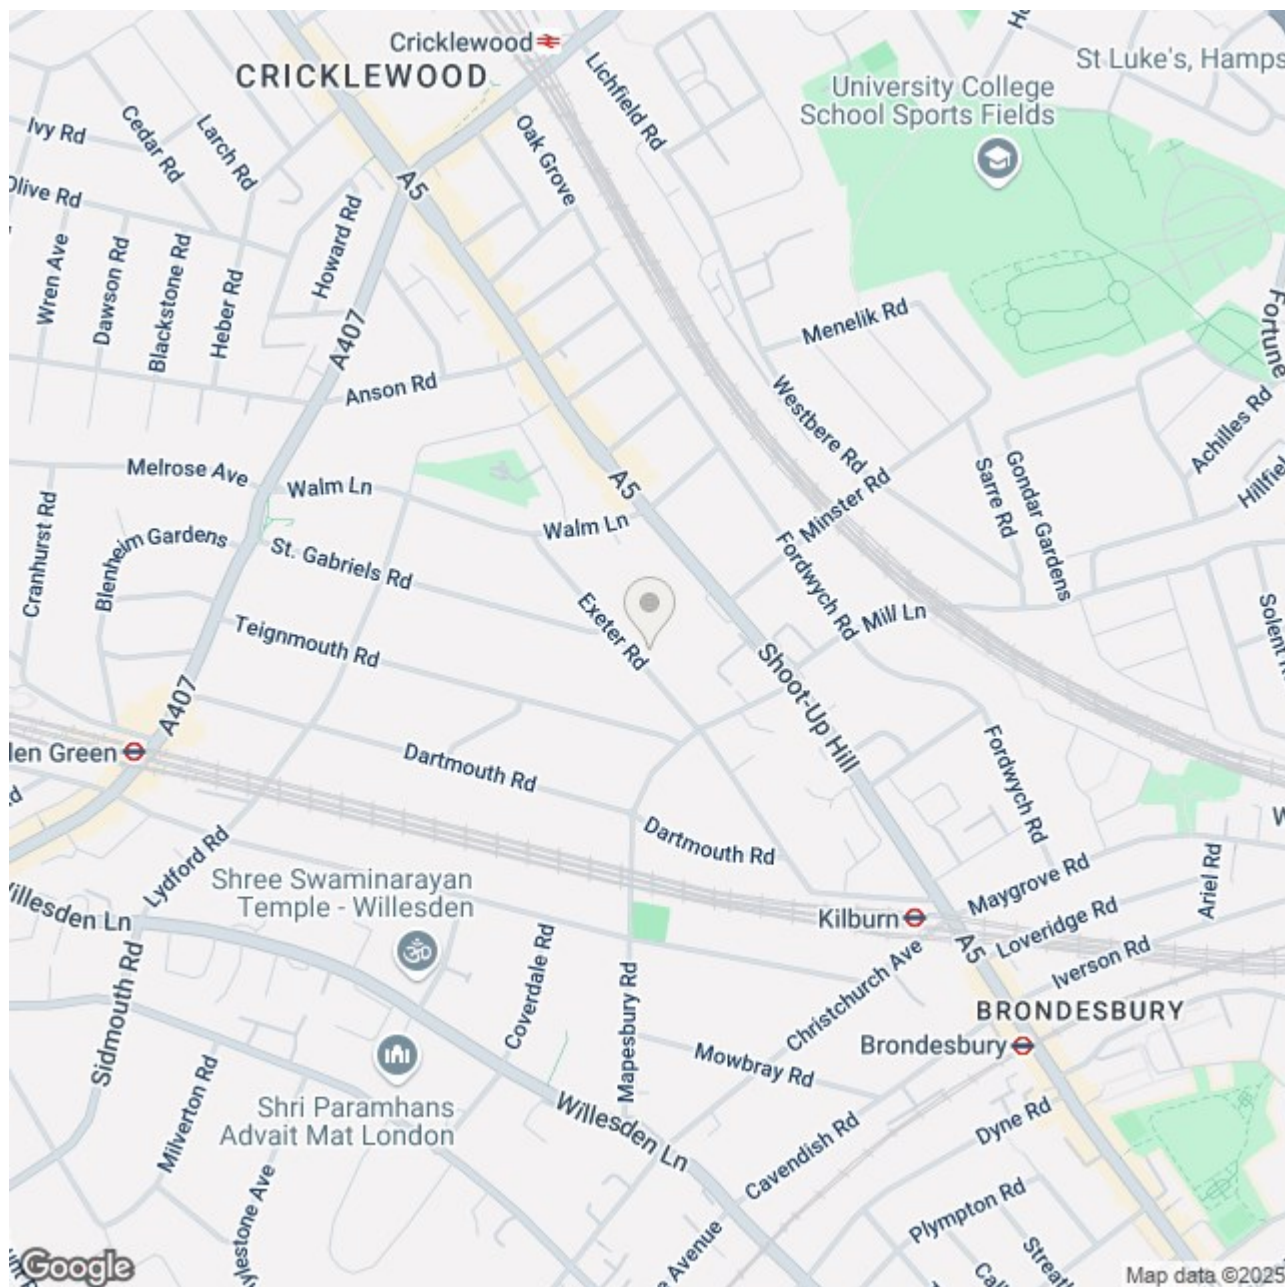 Cricklewood
CRICKLEWOOD
Lichfield Rd
St Luke's, Hamps
University College
School Sports Fields
Ivy Rd
Cedar Rd
Larch Rd
Oak Grove
Olive Rd
A5
Howard Rd
Wren Ave
Dawson Rd
Blackstone Rd
Heber Rd
A407
Menelik Rd
Fortune
Anson Rd
Westbere Rd
Achilles Rd
Melrose Ave
Walm Ln
A5
Minster Rd
Sarre Rd
Gondar Gardens
Hillfiel
Cranhurst Rd
Blenheim Gardens
St. Gabriels Rd
Walm Ln
Fordwych Rd
Exeter Rd
Mill Ln
Solent R
Teignmouth Rd
Shoot-Up Hill
A407
len Green
Dartmouth Rd
Fordwych Rd
Dartmouth Rd
Lydford Rd
Maygrove Rd
Ariel Rd
Shree Swaminarayan
Temple - Willesden
Willesden Ln
Kilburn
A5
Loveridge Rd
Iverson Rd
Sidmouth Rd
Coverdale Rd
Mapesbury Rd
Christchurch Ave
BRONDESBURY
Brondesbury
Mowbray Rd
Milverton Rd
Shri Paramhans
Advait Mat London
Willesden Ln
Cavendish Rd
Dyne Rd
Plympton Rd
ylestone Ave
e Avenue
Streatl
Google
Map data ©2025